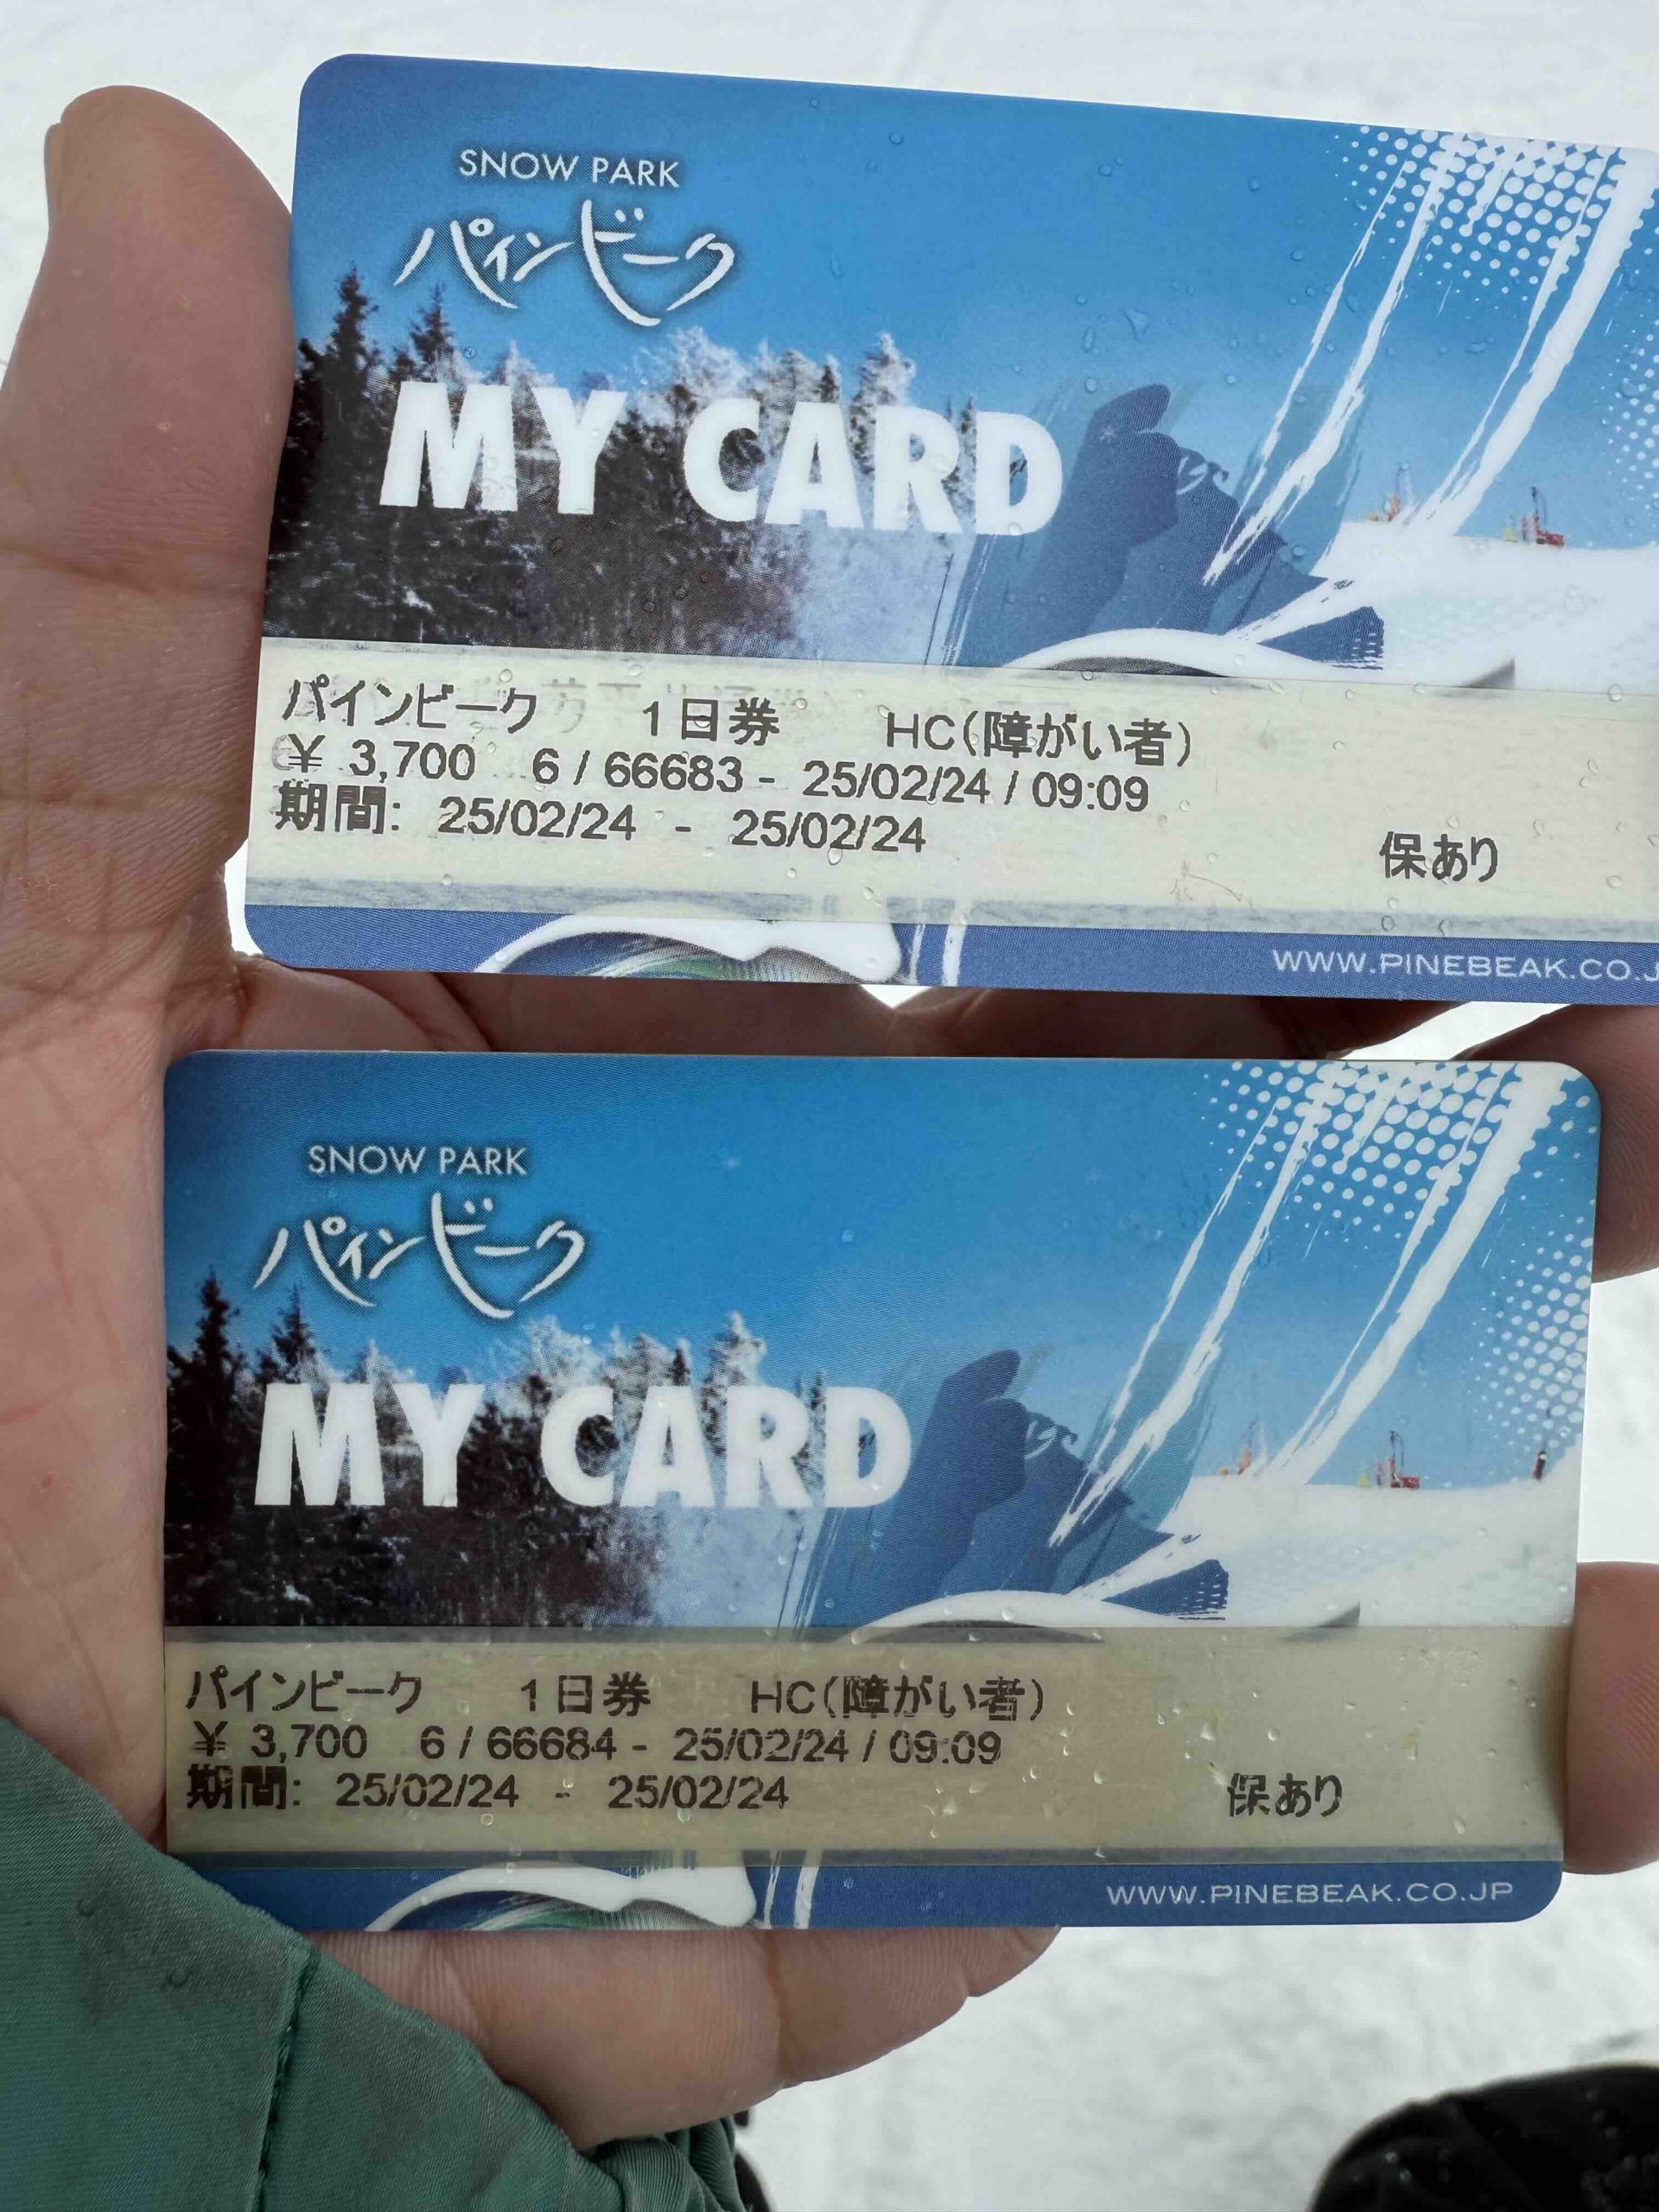 SNOW PARK
パインビーク
MY CARD
パインビーク 1日券 HC(障がい者)
¥ 3,700 6 / 66683 - 25/02/24 / 09:09
期間: 25/02/24 - 25/02/24
保あり
WWW.PINEBEAK.CO.J
SNOW PARK
パインビーク
MY CARD
パインビーク 1日券 HC(障がい者)
¥ 3,700 6 / 66684 - 25/02/24 / 09:09
期間: 25/02/24 - 25/02/24
保あり
WWW.PINEBEAK.CO.JP